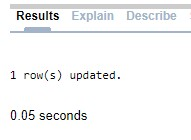 Results Explain Describe
1 row(s) updated.
0.05 seconds